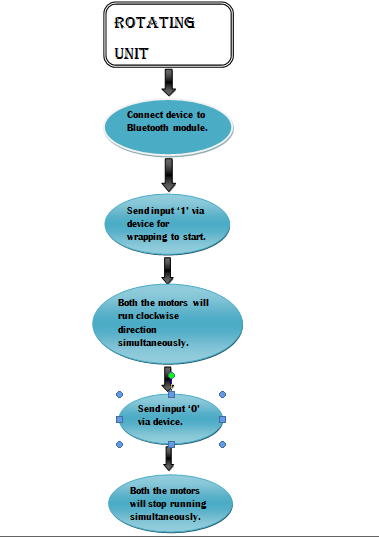 ROTATING
UNIT
Connect device to
Bluetooth module.
Send input ‘1’ via
device for
wrapping to start.
Both the motors will
run clockwise
direction
simultaneously.
Send input ‘0’
via device.
Both the motors
will stop running
simultaneously.